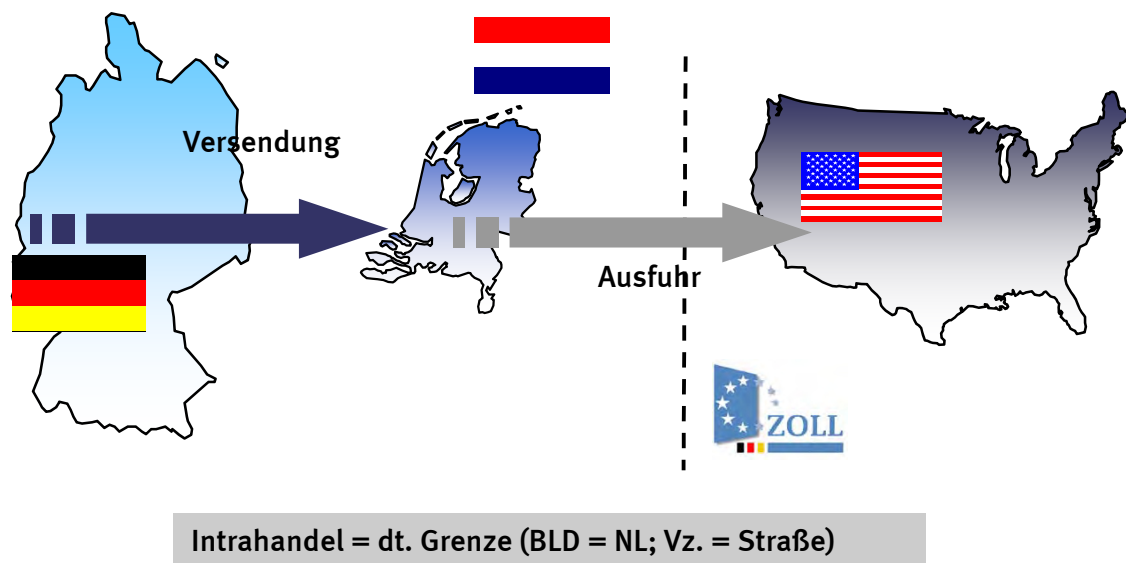 Versendung
Ausfuhr
ZOLL
Intrahandel = dt. Grenze (BLD = NL; Vz. = Straße)